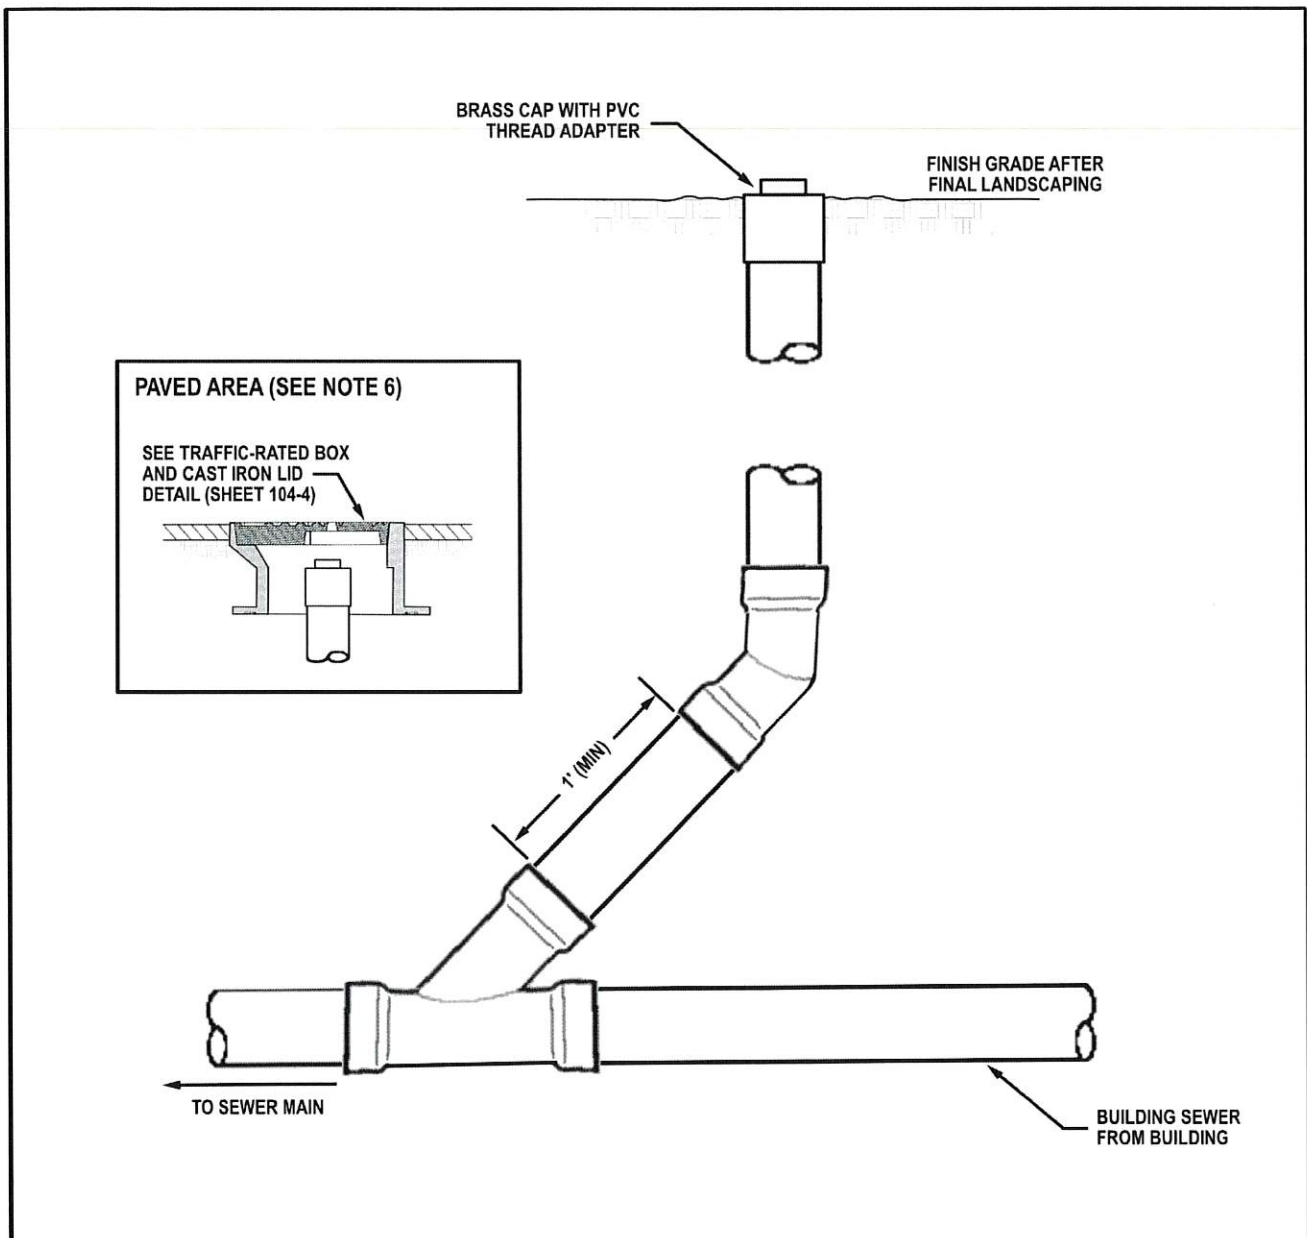 BRASS CAP WITH PVC
THREAD ADAPTER
FINISH GRADE AFTER
FINAL LANDSCAPING
PAVED AREA (SEE NOTE 6)
SEE TRAFFIC-RATED BOX
AND CAST IRON LID
DETAIL (SHEET 104-4)
1' (MIN)
TO SEWER MAIN
BUILDING SEWER
FROM BUILDING